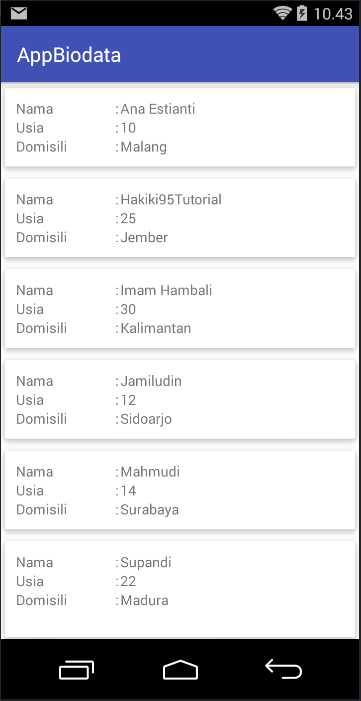 10.43
AppBiodata
Nama :Ana Estianti
Usia :10
Domisili :Malang
Nama :Hakiki95Tutorial
Usia :25
Domisili :Jember
Nama :Imam Hambali
Usia :30
Domisili :Kalimantan
Nama :Jamiludin
Usia :12
Domisili :Sidoarjo
Nama :Mahmudi
Usia :14
Domisili :Surabaya
Nama :Supandi
Usia :22
Domisili :Madura